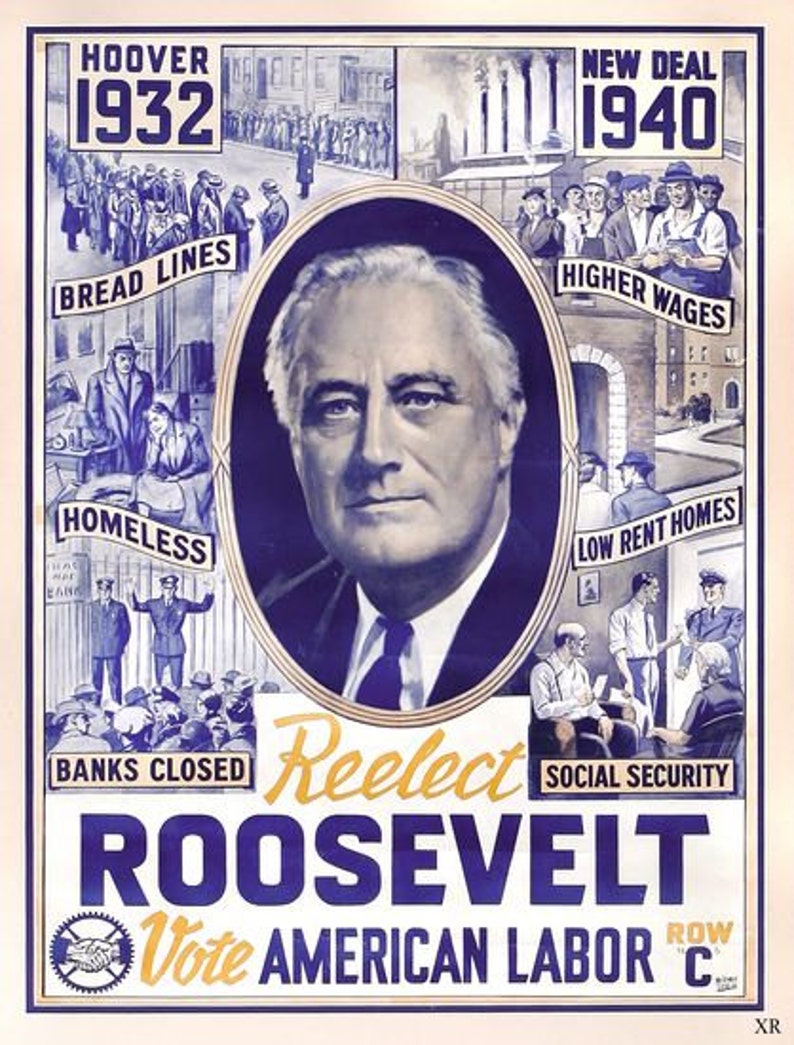 HOOVER
1932
NEW DEAL
1940
BREAD LINES
HIGHER WAGES
HOMELESS
LOW RENT HOMES
BANK
BANKS CLOSED
SOCIAL SECURITY
Reelect
ROOSEVELT
Vote AMERICAN LABOR
ROW
"C"
XR